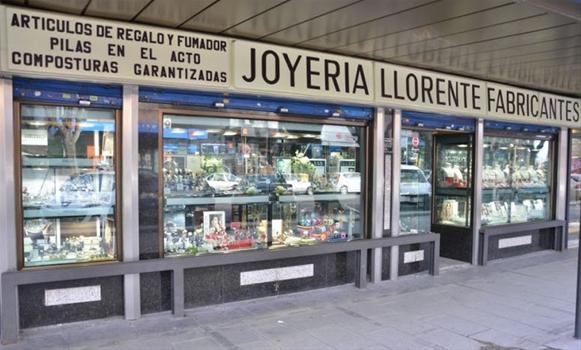 ARTICULOS DE REGALO Y FUMADOR
PILAS EN EL ACTO
COMPOSTURAS GARANTIZADAS
JOYERIA LLORENTE FABRICANTES